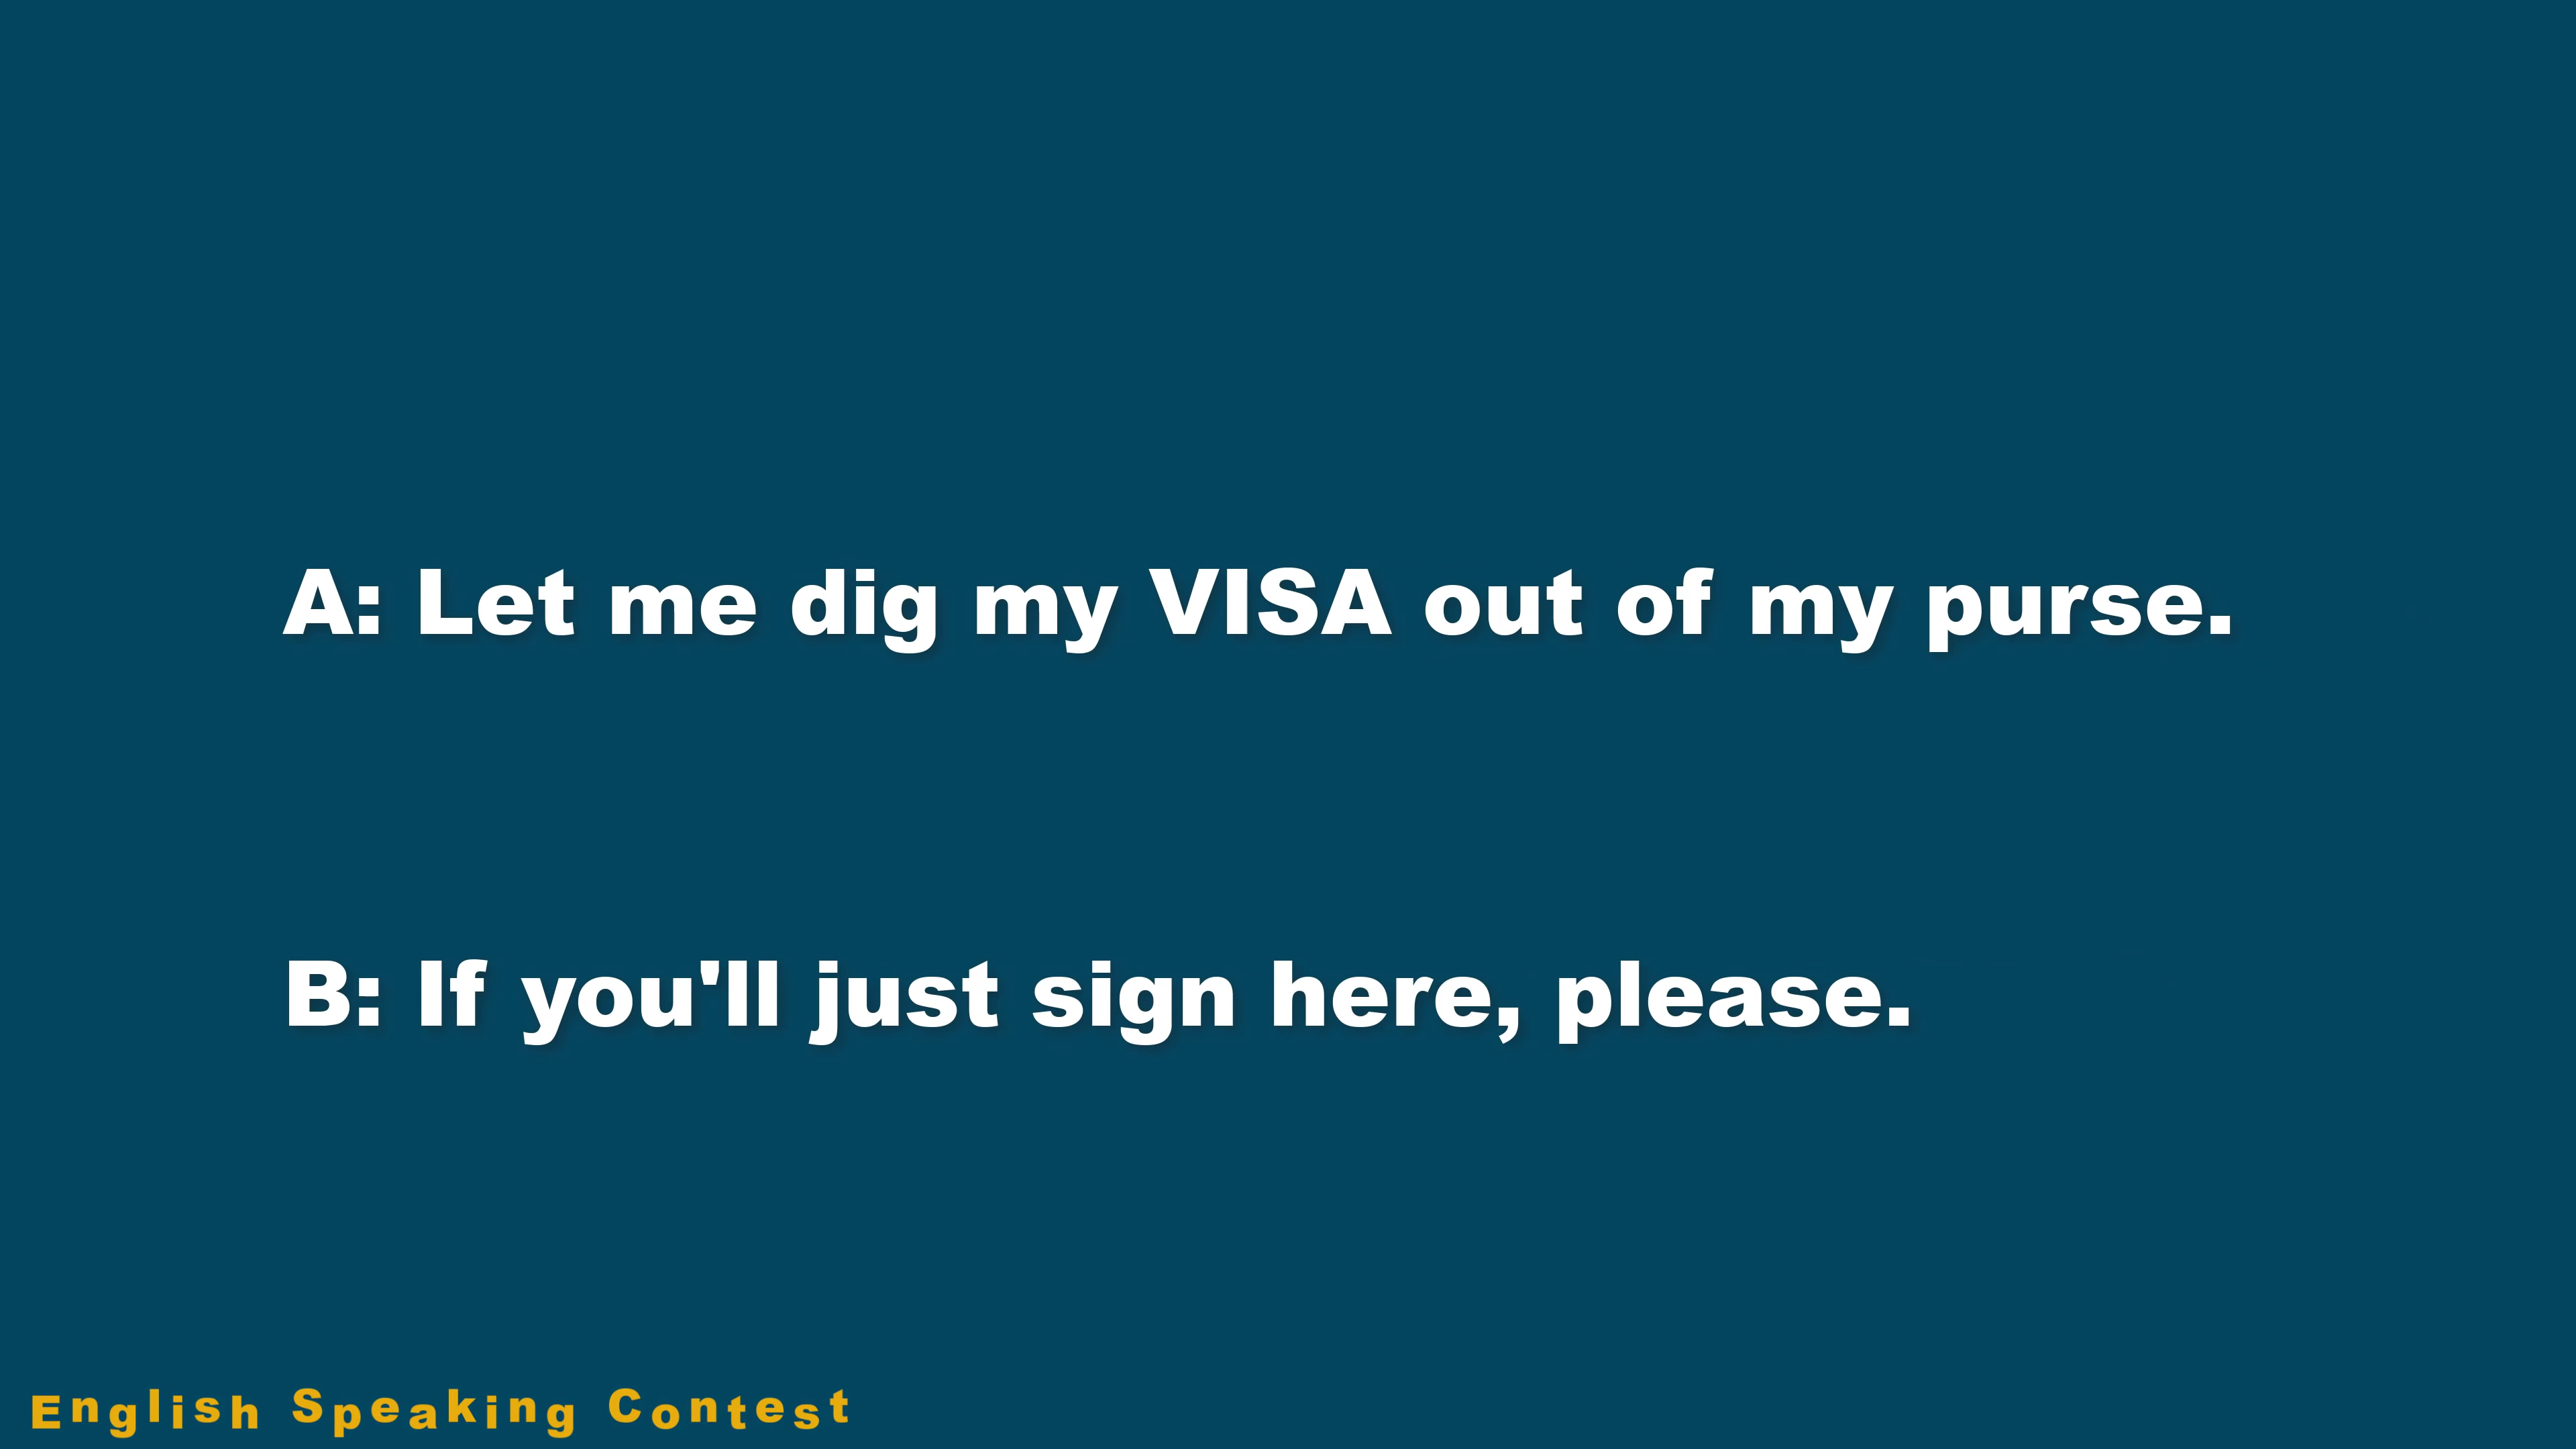 A: Let me dig my VISA out of my purse.
B: If you'll just sign here, please.
English Speaking Contest